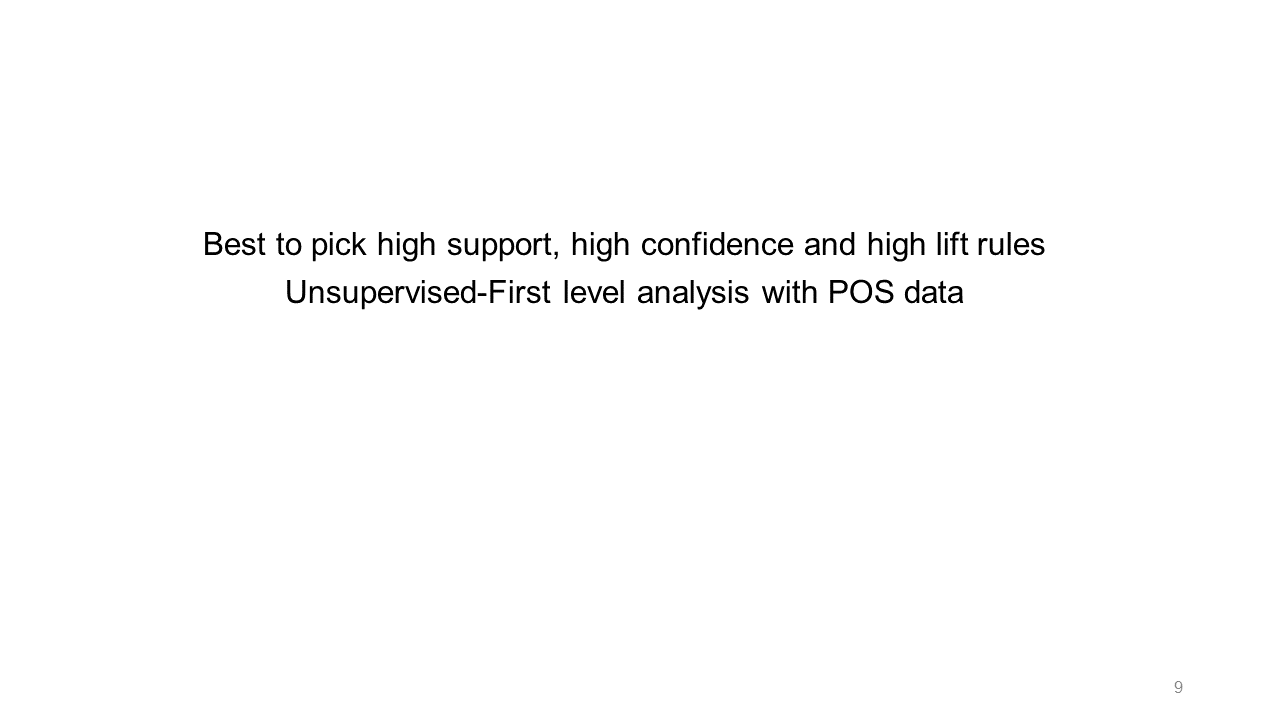 Best to pick high support, high confidence and high lift rules
Unsupervised-First level analysis with POS data
9